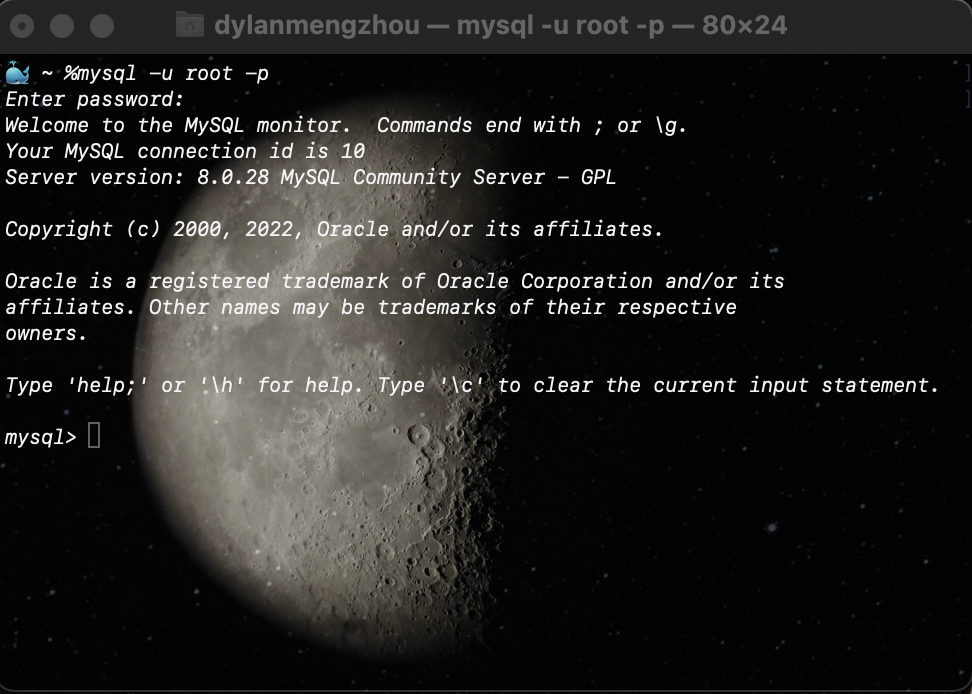 dylanmengzhou — mysql -u root -p — 80×24
~ %mysql -u root -p
Enter password:
Welcome to the MySQL monitor.  Commands end with ; or \g.
Your MySQL connection id is 10
Server version: 8.0.28 MySQL Community Server - GPL
Copyright (c) 2000, 2022, Oracle and/or its affiliates.
Oracle is a registered trademark of Oracle Corporation and/or its
affiliates. Other names may be trademarks of their respective
owners.
Type 'help;' or '\h' for help. Type '\c' to clear the current input statement.
mysql>